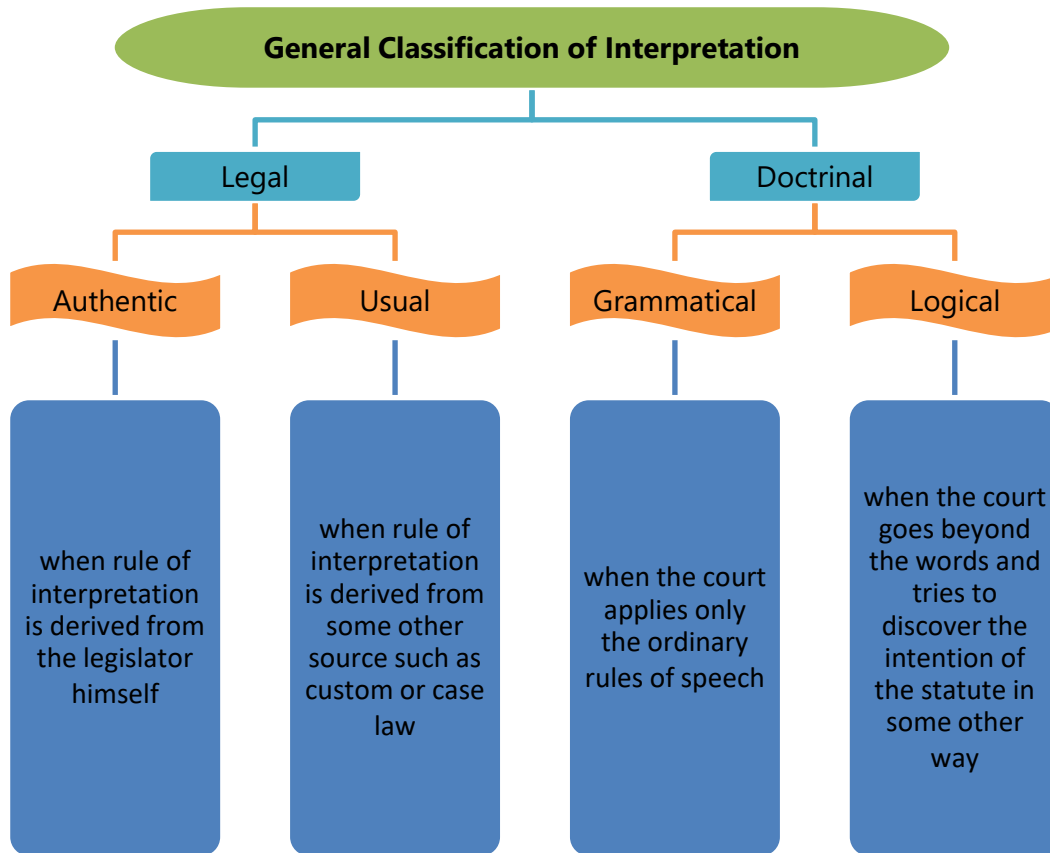 General Classification of Interpretation
Legal
Doctrinal
Authentic
Usual
Grammatical
Logical
when rule of
interpretation
is derived from
the legislator
himself
when rule of
interpretation
is derived from
some other
source such as
custom or case
law
when the court
applies only
the ordinary
rules of speech
when the court
goes beyond
the words and
tries to
discover the
intention of
the statute in
some other
way